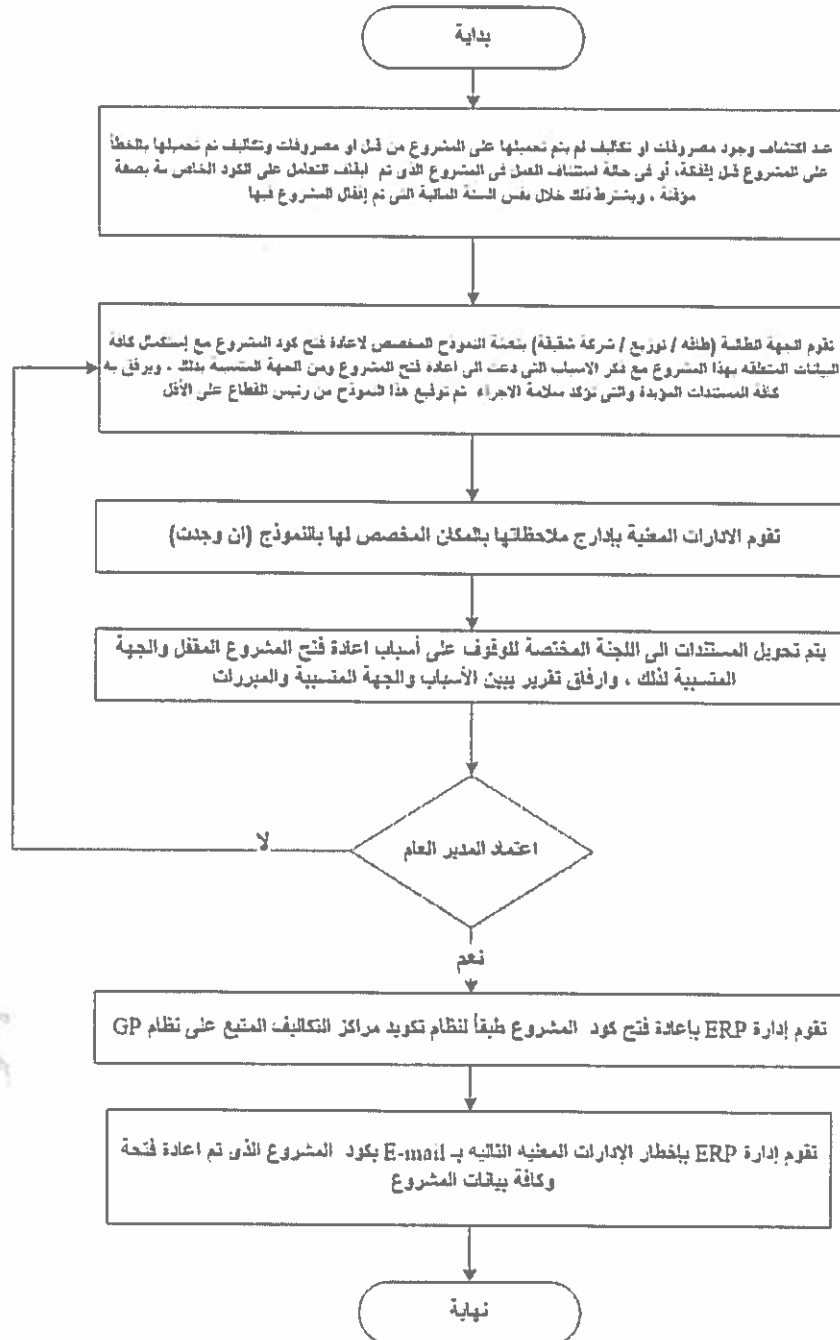 بداية
عند اكتشاف وجود مصروفات او تكاليف لم يتم تحميلها على المشروع من قبل او مصروفات وتكاليف تم تحميلها بالخطأ
على المشروع قبل إقفالة، أو فى حالة استئناف العمل فى المشروع الذى تم ايقاف التعامل على الكود الخاص بة بصفة
مؤقتة ، ويشترط ذلك خلال نفس السنة المالية التى تم إقفال المشروع فيها
تقوم الجهة الطالبة (طاقه / توزيع / شركة شقيقة) بتعبئة النموذج المخصص لاعادة فتح كود المشروع مع إستكمال كافة
البيانات المتعلقه بهذا المشروع مع ذكر الاسباب التى دعت الى اعادة فتح المشروع ومن الجهة المتسببة بذلك ، ويرفق به
كافة المستندات المؤيدة والتى تؤكد سلامة الاجراء ثم توقيع هذا النموذج من رئيس القطاع على الأقل
تقوم الادارات المعنية بإدارج ملاحظاتها بالمكان المخصص لها بالنموذج (ان وجدت)
يتم تحويل المستندات الى اللجنة المختصة للوقوف على أسباب اعادة فتح المشروع المقفل والجهة
المتسببة لذلك ، وارفاق تقرير يبين الأسباب والجهة المتسببة والمبررات
اعتماد المدير العام
لا
نعم
تقوم إدارة ERP بإعادة فتح كود المشروع طبقاً لنظام تكويد مراكز التكاليف المتبع على نظام GP
تقوم إدارة ERP بإخطار الإدارات المعنيه التاليه بـ E-mail بكود المشروع الذى تم اعادة فتحة
وكافة بيانات المشروع
نهاية